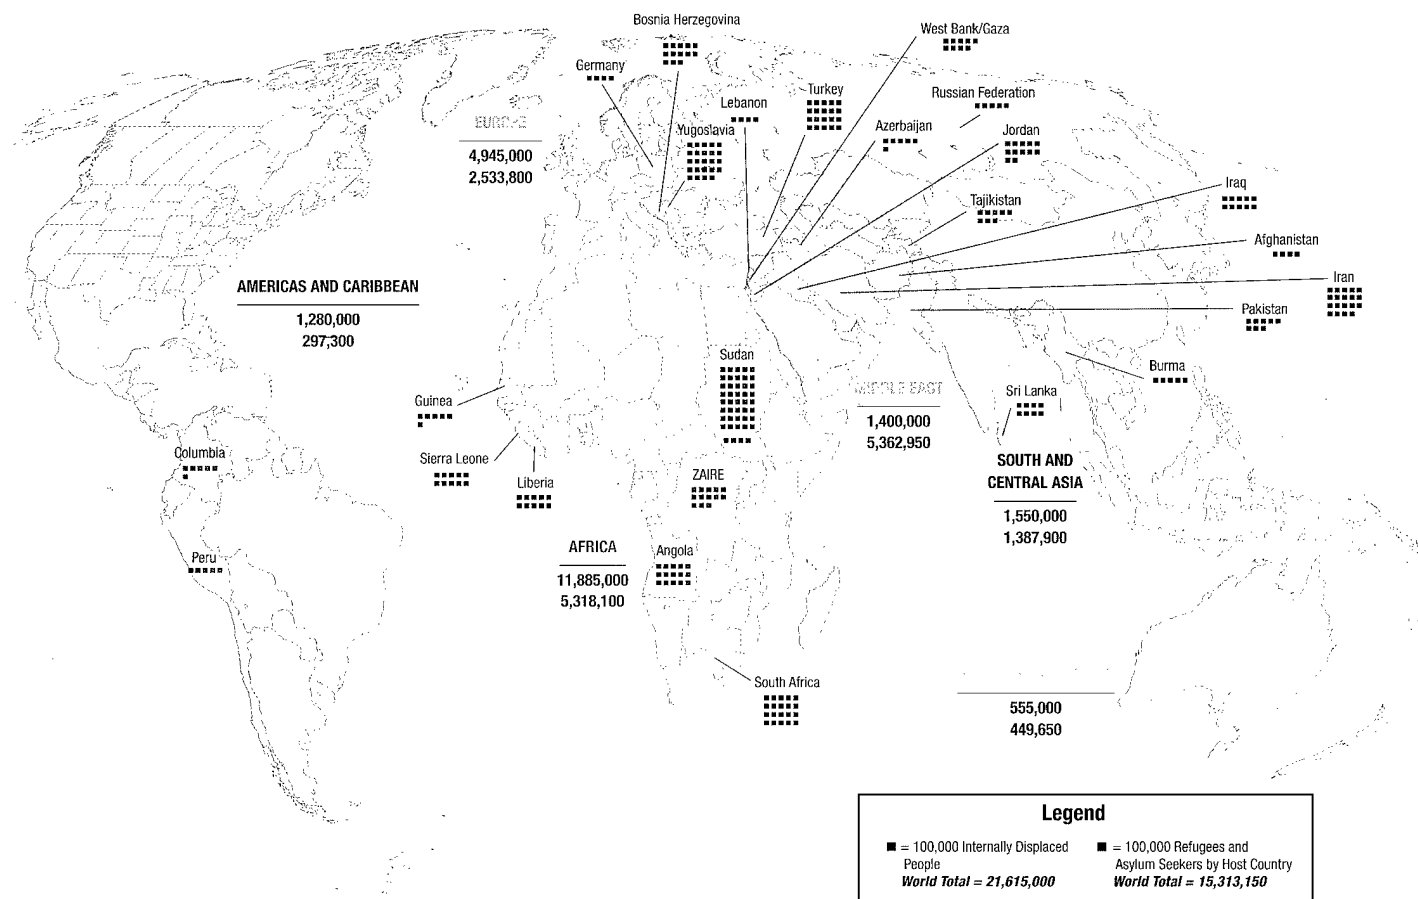 Bosnia Herzegovina
West Bank/Gaza
Germany
Turkey
Russian Federation
Lebanon
EUROPE
Yugoslavia
Azerbaijan
Jordan
4,945,000
2,533,800
Iraq
Tajikistan
Afghanistan
AMERICAS AND CARIBBEAN
Iran
1,280,000
297,300
Pakistan
Sudan
Burma
MIDDLE EAST
Sri Lanka
Guinea
1,400,000
5,362,950
Columbia
Sierra Leone
SOUTH AND
CENTRAL ASIA
Liberia
ZAIRE
1,550,000
1,387,900
AFRICA
Angola
Peru
11,885,000
5,318,100
South Africa
555,000
449,650
Legend
= 100,000 Internally Displaced
People
World Total = 21,615,000
= 100,000 Refugees and
Asylum Seekers by Host Country
World Total = 15,313,150